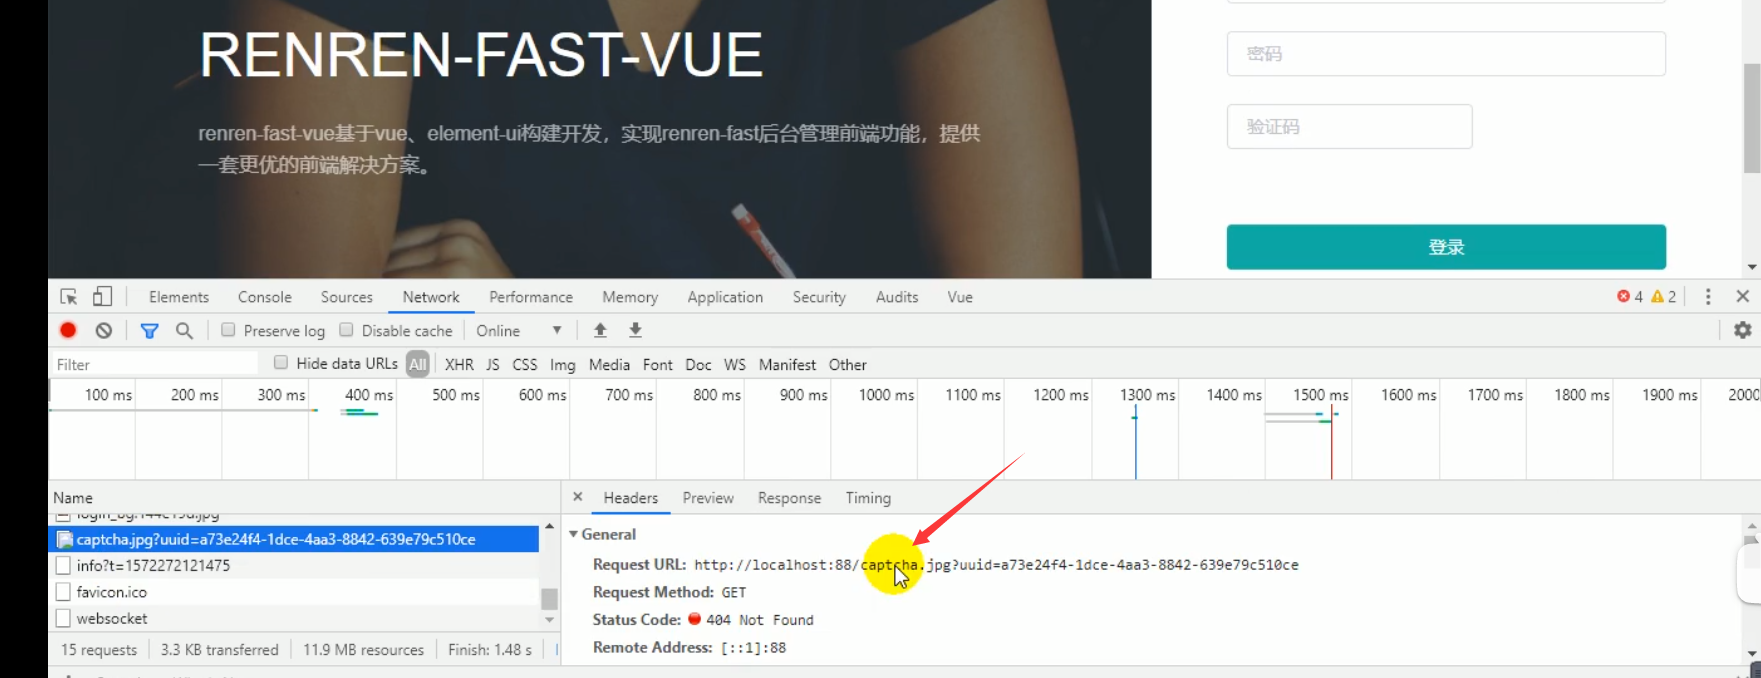 RENREN-FAST-VUE
renren-fast-vue基于vue、element-ui构建开发，实现renren-fast后台管理前端功能，提供
一套更优的前端解决方案。
密码
验证码
登录
Elements Console Sources Network Performance Memory Application Security Audits Vue 4 2
Preserve log Disable cache Online
Filter Hide data URLs All XHR JS CSS Img Media Font Doc WS Manifest Other
100 ms 200 ms 300 ms 400 ms 500 ms 600 ms 700 ms 800 ms 900 ms 1000 ms 1100 ms 1200 ms 1300 ms 1400 ms 1500 ms 1600 ms 1700 ms 1800 ms 1900 ms 2000
Name
captcha.jpg?uuid=a73e24f4-1dce-4aa3-8842-639e79c510ce
info?t=1572272121475
favicon.ico
websocket
15 requests 3.3 KB transferred 11.9 MB resources Finish: 1.48 s
Headers Preview Response Timing
General
Request URL: http://localhost:88/captcha.jpg?uuid=a73e24f4-1dce-4aa3-8842-639e79c510ce
Request Method: GET
Status Code: 404 Not Found
Remote Address: [::1]:88